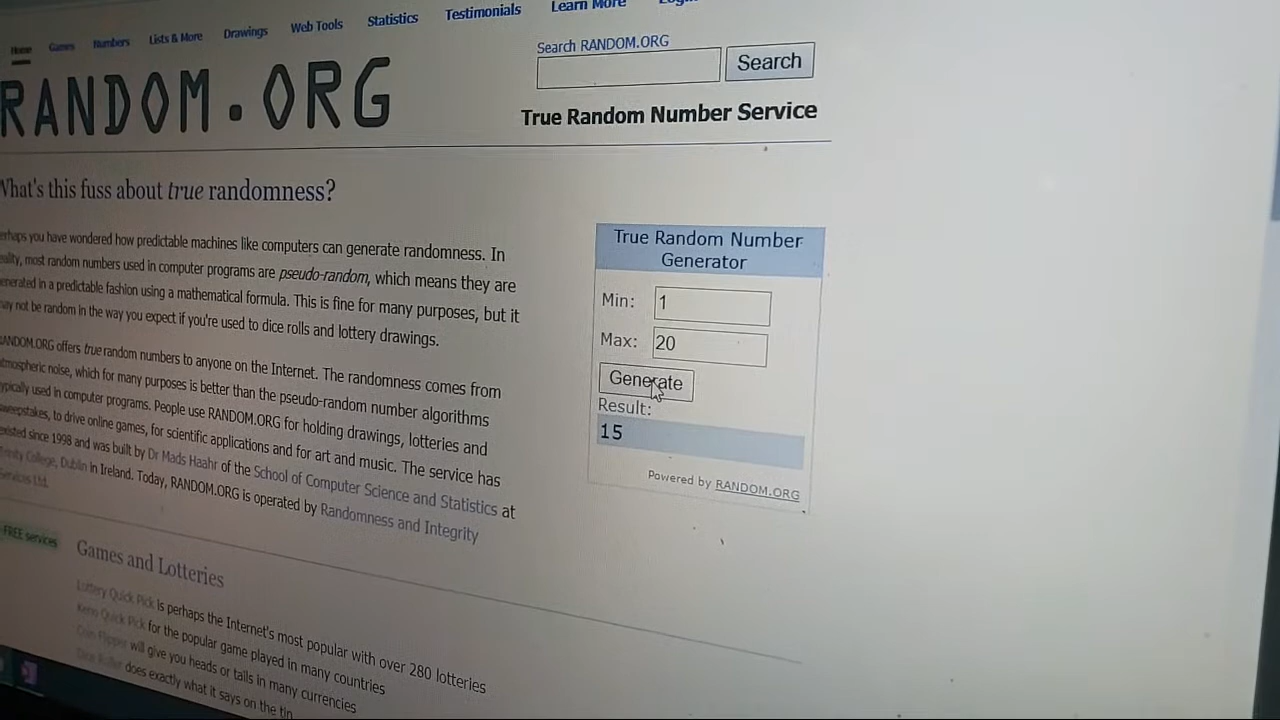 Home Games Numbers Lists & More Drawings Web Tools Statistics Testimonials Learn More
RANDOM.ORG
Search RANDOM.ORG
Search
True Random Number Service
What's this fuss about true randomness?
Perhaps you have wondered how predictable machines like computers can generate randomness. In
reality, most random numbers used in computer programs are pseudo-random, which means they are
generated in a predictable fashion using a mathematical formula. This is fine for many purposes, but it
may not be random in the way you expect if you're used to dice rolls and lottery drawings.
RANDOM.ORG offers true random numbers to anyone on the Internet. The randomness comes from
atmospheric noise, which for many purposes is better than the pseudo-random number algorithms
typically used in computer programs. People use RANDOM.ORG for holding drawings, lotteries and
sweepstakes, to drive online games, for scientific applications and for art and music. The service has
existed since 1998 and was built by Dr Mads Haahr of the School of Computer Science and Statistics at
Trinity College, Dublin in Ireland. Today, RANDOM.ORG is operated by Randomness and Integrity
Services Ltd.
True Random Number
Generator
Min: 1
Max: 20
Generate
Result:
15
Powered by RANDOM.ORG
FREE services
Games and Lotteries
Lottery Quick Pick is perhaps the Internet's most popular with over 280 lotteries
Keno Quick Pick for the popular game played in many countries
Coin Flipper will give you heads or tails in many currencies
Dice Roller does exactly what it says on the tin